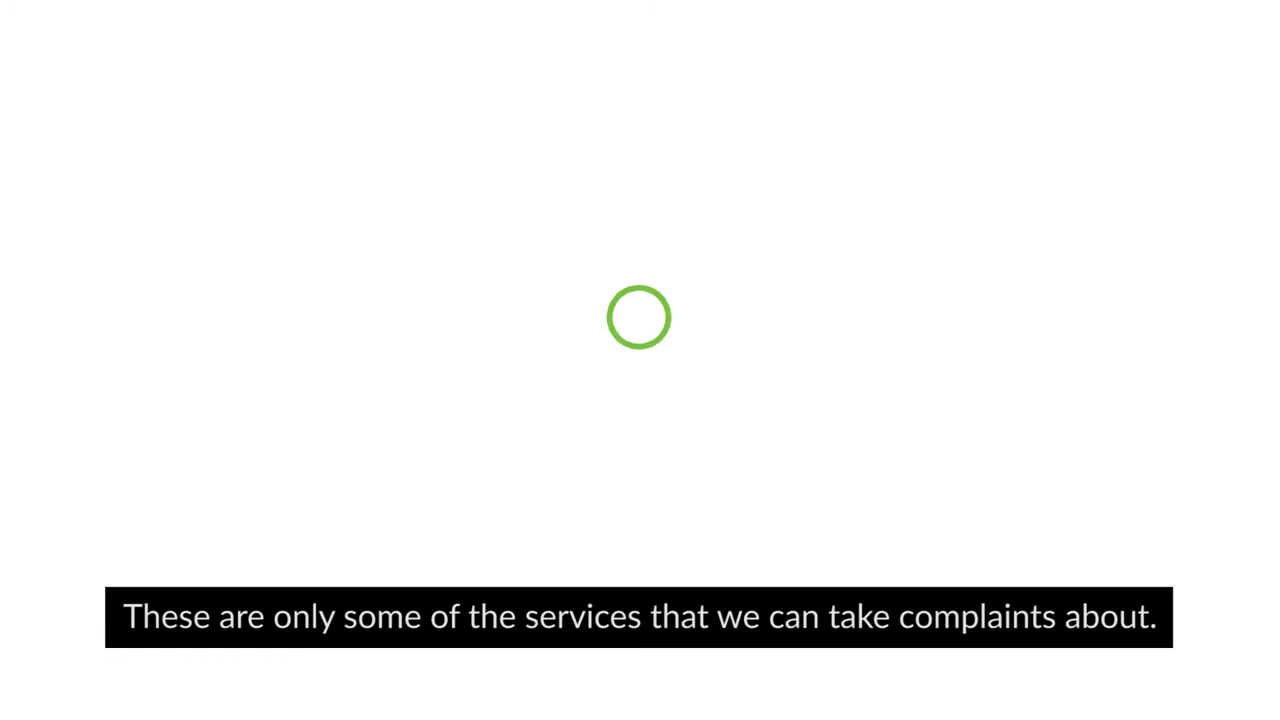 These are only some of the services that we can take complaints about.